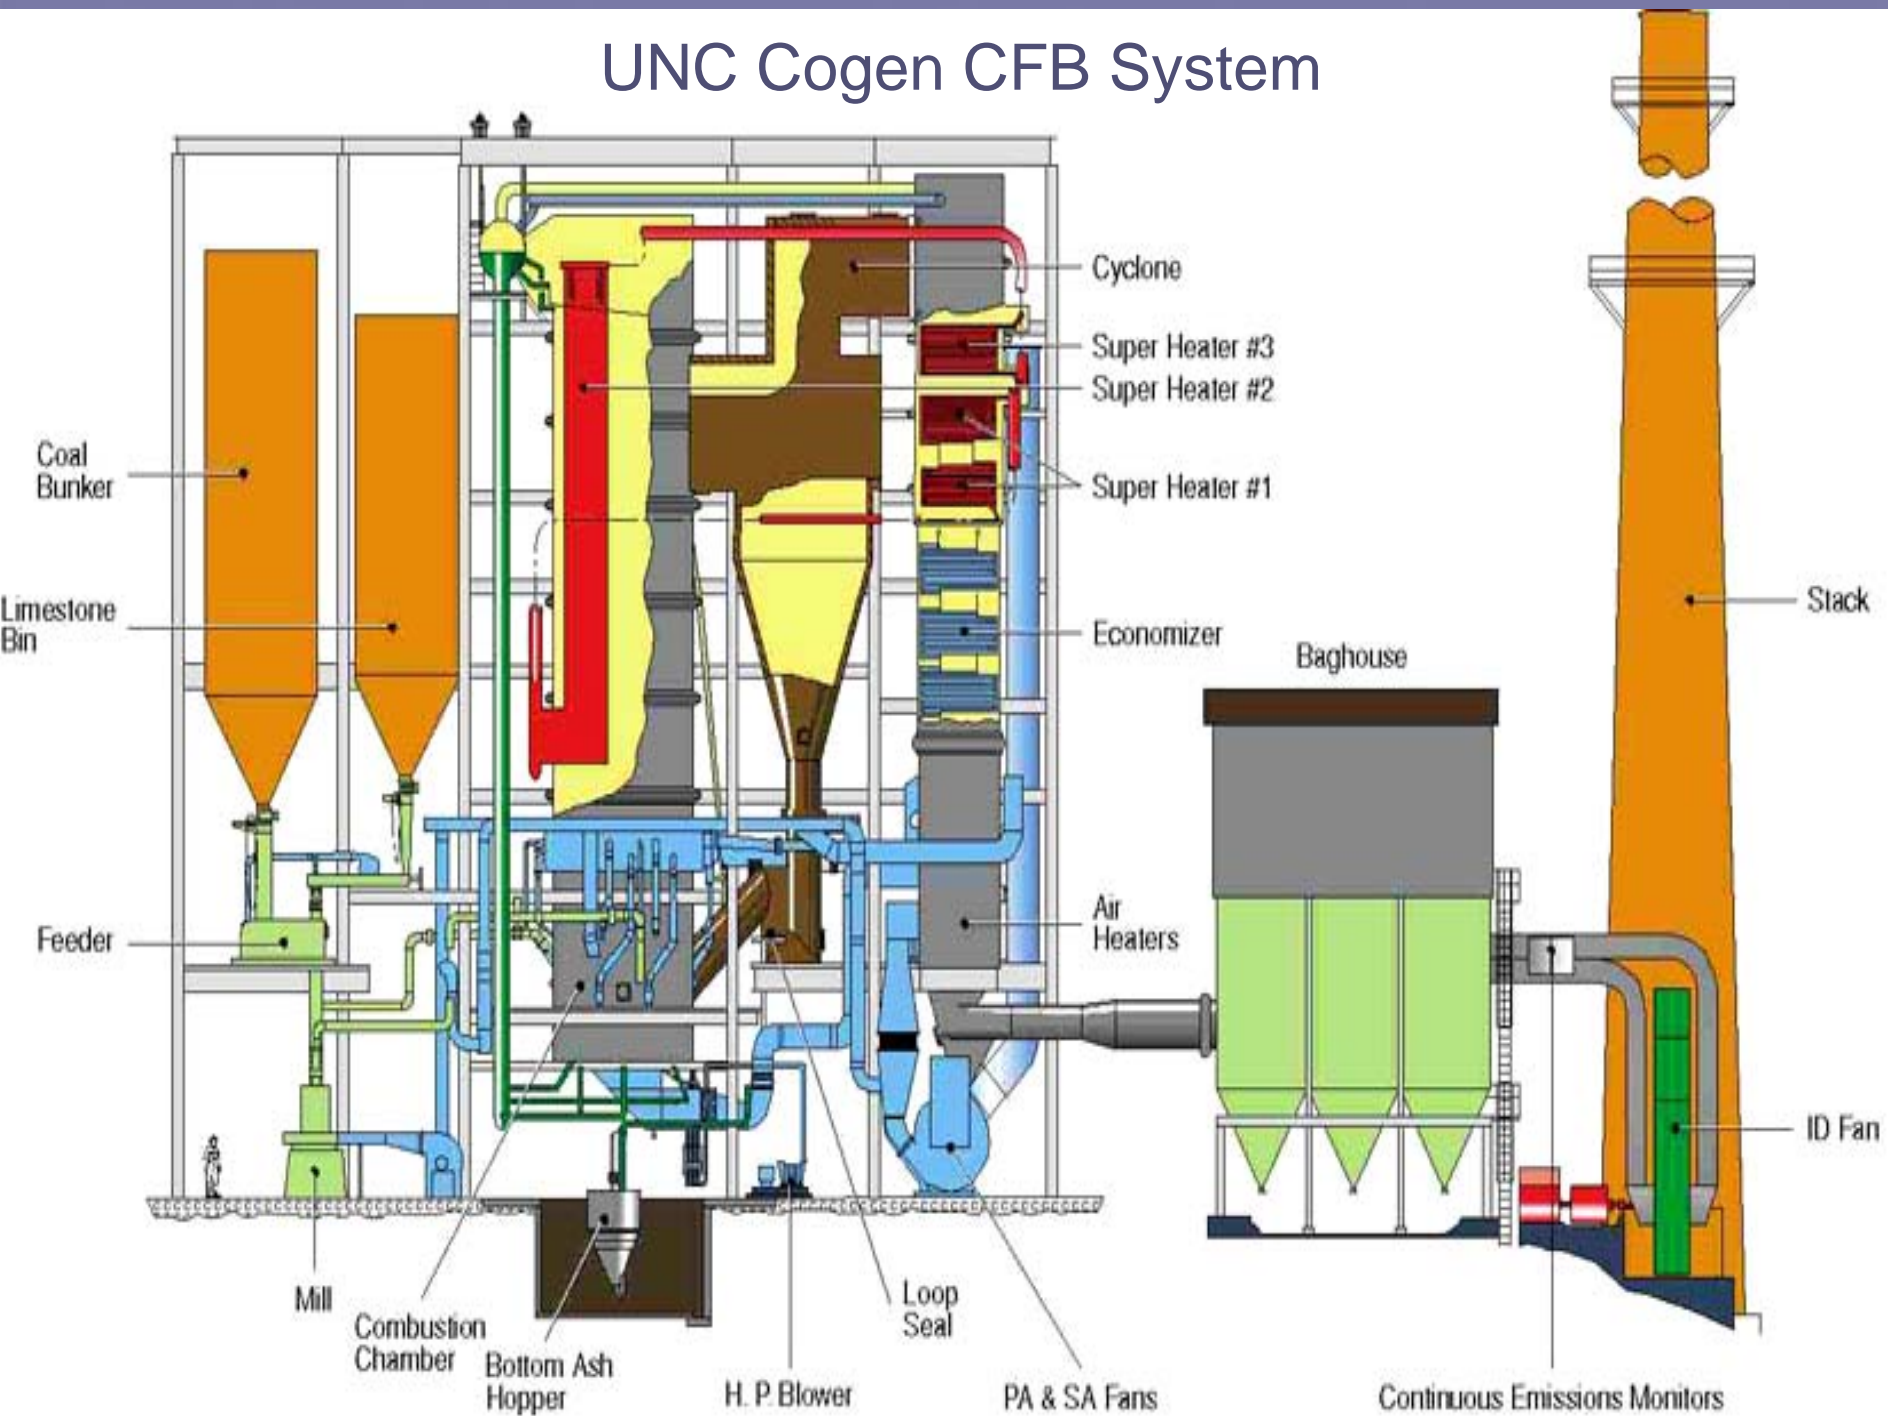 UNC Cogen CFB System
Cyclone
Super Heater #3
Super Heater #2
Coal
Bunker
Super Heater #1
Limestone
Bin
Stack
Economizer
Baghouse
Air
Heaters
Feeder
ID Fan
Mill
Loop
Seal
Combustion
Chamber
Bottom Ash
Hopper
H. P. Blower
PA & SA Fans
Continuous Emissions Monitors